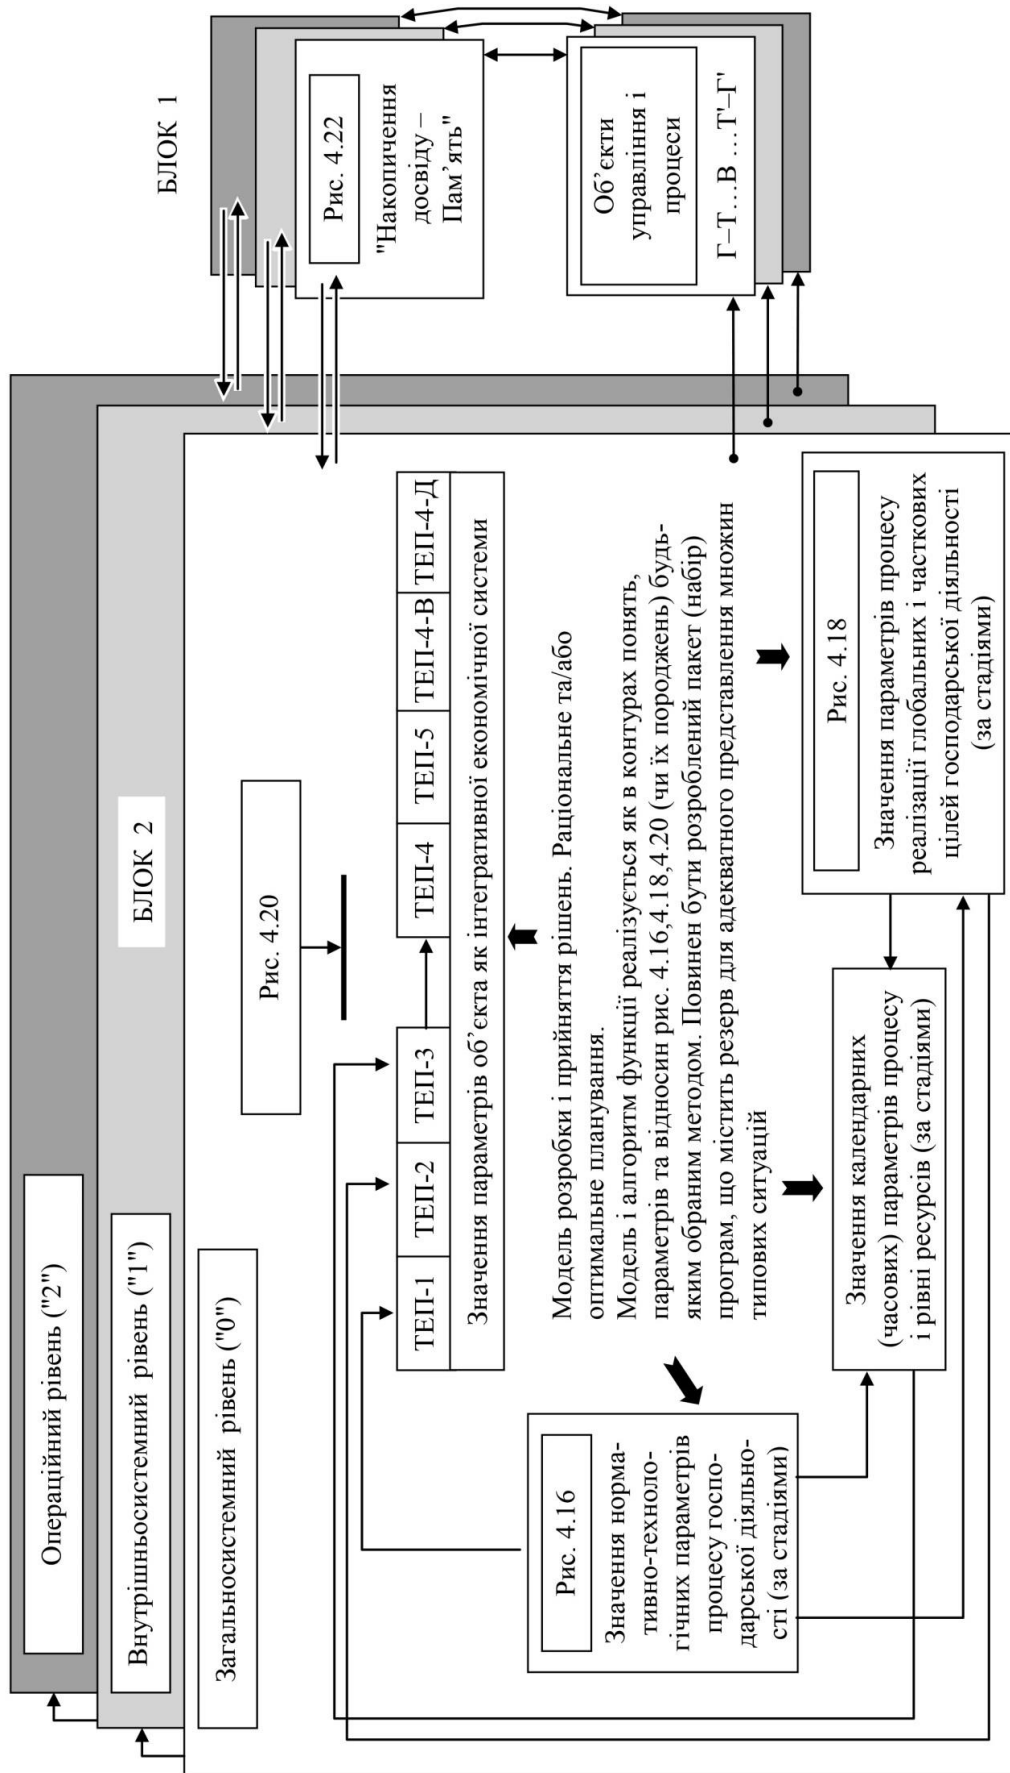 Операційний рівень ("2")
Внутрішньосистемний рівень ("1")
Загальносистемний рівень ("0")
БЛОК 2
БЛОК 1
Рис. 4.20
ТЕП-1
ТЕП-2
ТЕП-3
ТЕП-4
ТЕП-5
ТЕП-4-В
ТЕП-4-Д
Значення параметрів об’єкта як інтегративної економічної системи
Модель розробки і прийняття рішень. Раціональне та/або
оптимальне планування.
Модель і алгоритм функції реалізується як в контурах понять,
параметрів та відносин рис. 4.16,4.18,4.20 (чи їх породжень) будь-
яким обраним методом. Повинен бути розроблений пакет (набір)
програм, що містить резерв для адекватного представлення множин
типових ситуацій
Рис. 4.16
Значення норма-
тивно-техноло-
гічних параметрів
процесу госпо-
дарської діяльно-
сті (за стадіями)
Значення календарних
(часових) параметрів процесу
і рівні ресурсів (за стадіями)
Рис. 4.18
Значення параметрів процесу
реалізації глобальних і часткових
цілей господарської діяльності
(за стадіями)
Рис. 4.22
"Накопичення
досвіду –
Пам’ять"
Об’єкти
управління і
процеси
Г–Т…В …Т'–Г'